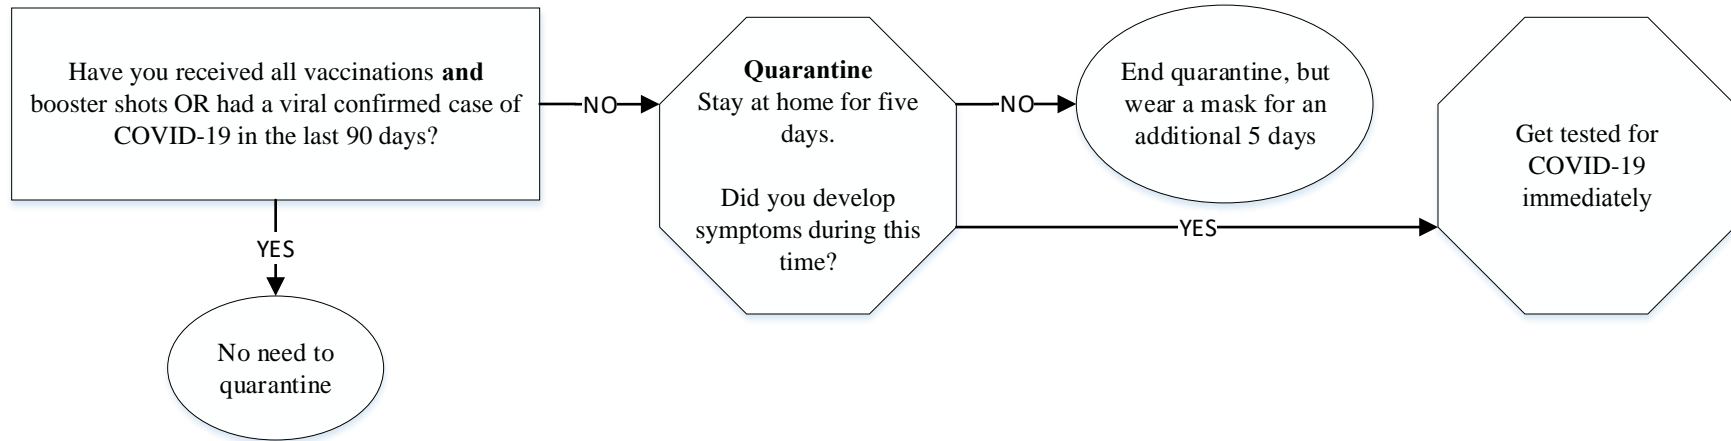 Have you received all vaccinations and
booster shots OR had a viral confirmed case of
COVID-19 in the last 90 days?
NO
Quarantine
Stay at home for five
days.
Did you develop
symptoms during this
time?
NO
End quarantine, but
wear a mask for an
additional 5 days
YES
Get tested for
COVID-19
immediately
YES
No need to
quarantine